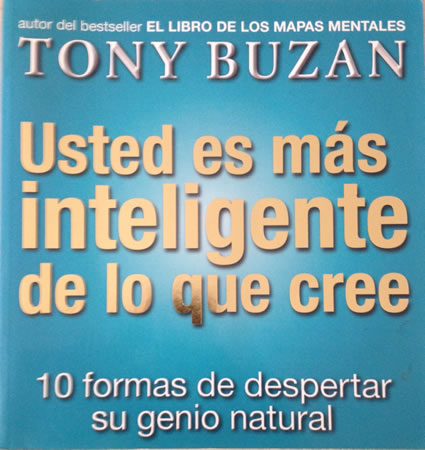 autor del bestseller EL LIBRO DE LOS MAPAS MENTALES
TONY BUZAN
Usted es más
inteligente
de lo que cree
10 formas de despertar
su genio natural